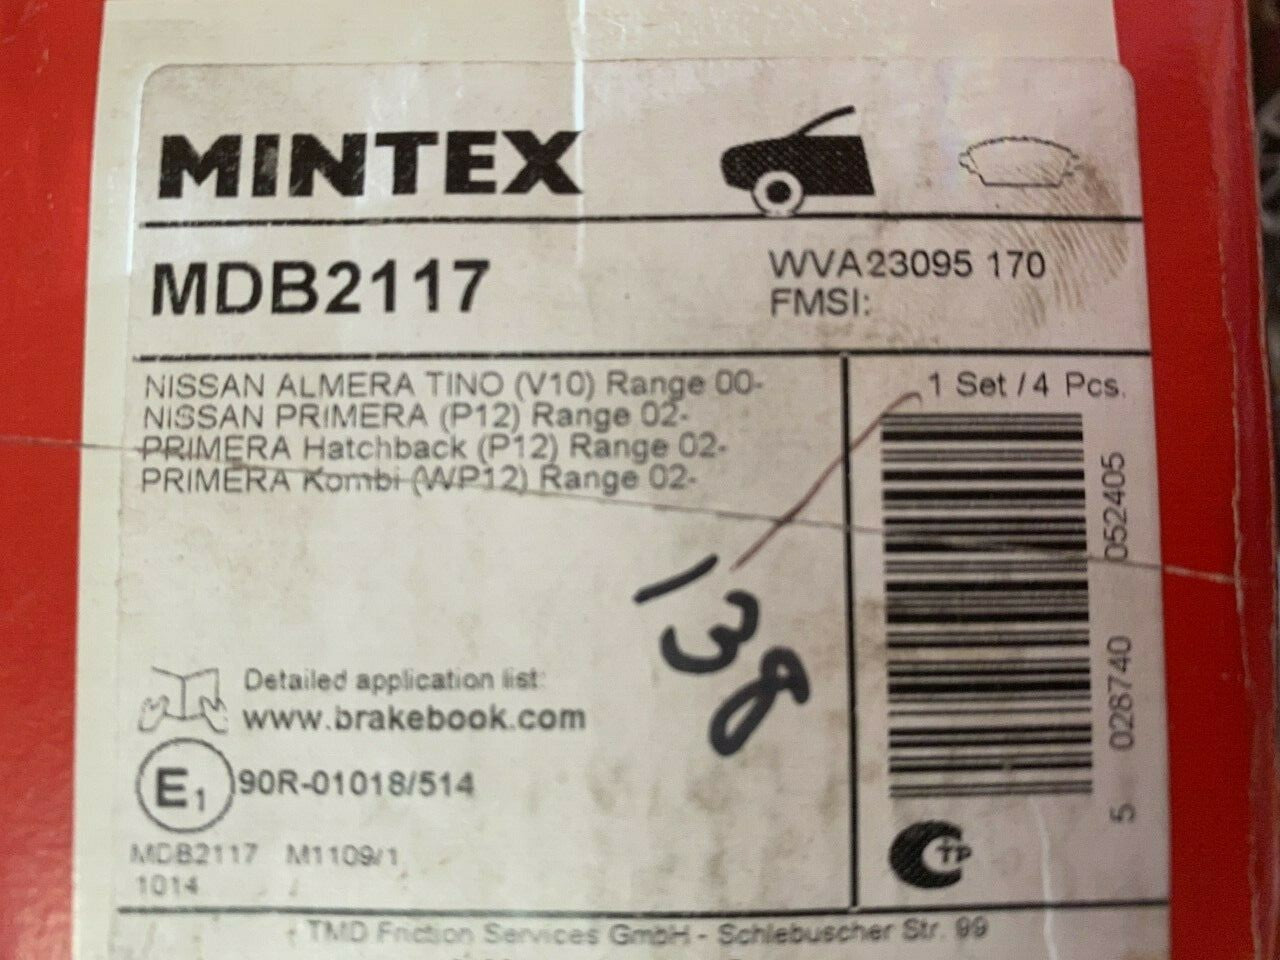 MINTEX
MDB2117
WVA23095 170
FMSI:
NISSAN ALMERA TINO (V10) Range 00-
NISSAN PRIMERA (P12) Range 02-
PRIMERA Hatchback (P12) Range 02-
PRIMERA Kombi (WP12) Range 02-
1 Set / 4 Pcs.
5 028740 052405
138
Detailed application list:
www.brakebook.com
E1 90R-01018/514
MDB2117 M1109/1
1014
TP
TMD Friction Services GmbH - Schlebuscher Str. 99